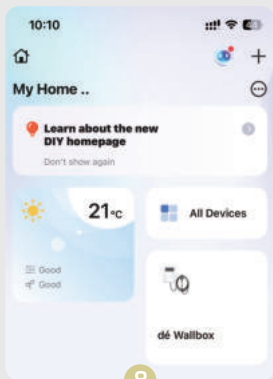 10:10
44
My Home ..
Learn about the new
DIY homepage
Don't show again
21°C
All Devices
Good
Good
dé Wallbox